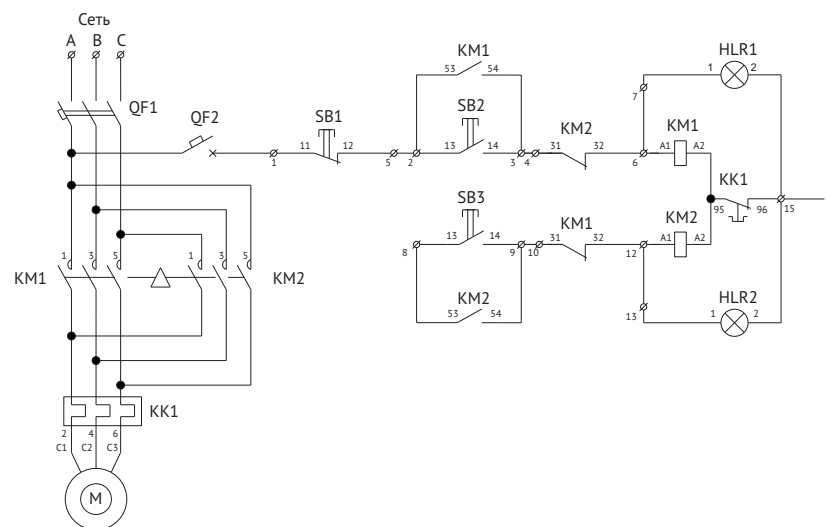 Сеть
A B C
QF1
QF2
SB1
KM1
53 54
SB2
HLR1
1 2
7
KM2
KM1
11 12
13 14
31 32
A1 A2
1
5
2
3
4
6
KK1
95 96
15
SB3
KM1
KM2
13 14
31 32
A1 A2
8
9
10
12
KM2
53 54
13
HLR2
1 2
1 3 5
1 3 5
KM1
KM2
KK1
2 4 6
C1 C2 C3
M